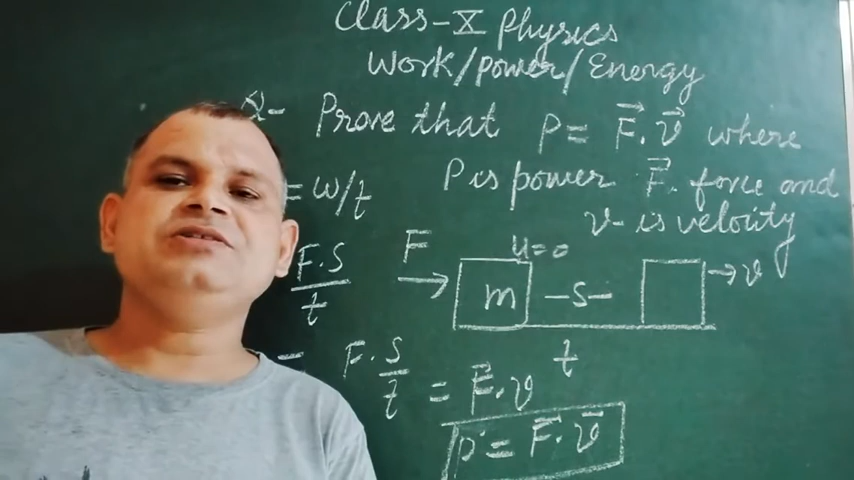 Class-X Physics
Work/power/Energy
Q- Prove that P = F⃗.v⃗ where
P is power F⃗. force and
v- is velocity
= W/t
F.S/t
F → m u=0 -S- → v
t
= F.S/t = F⃗.v
P = F⃗.v⃗